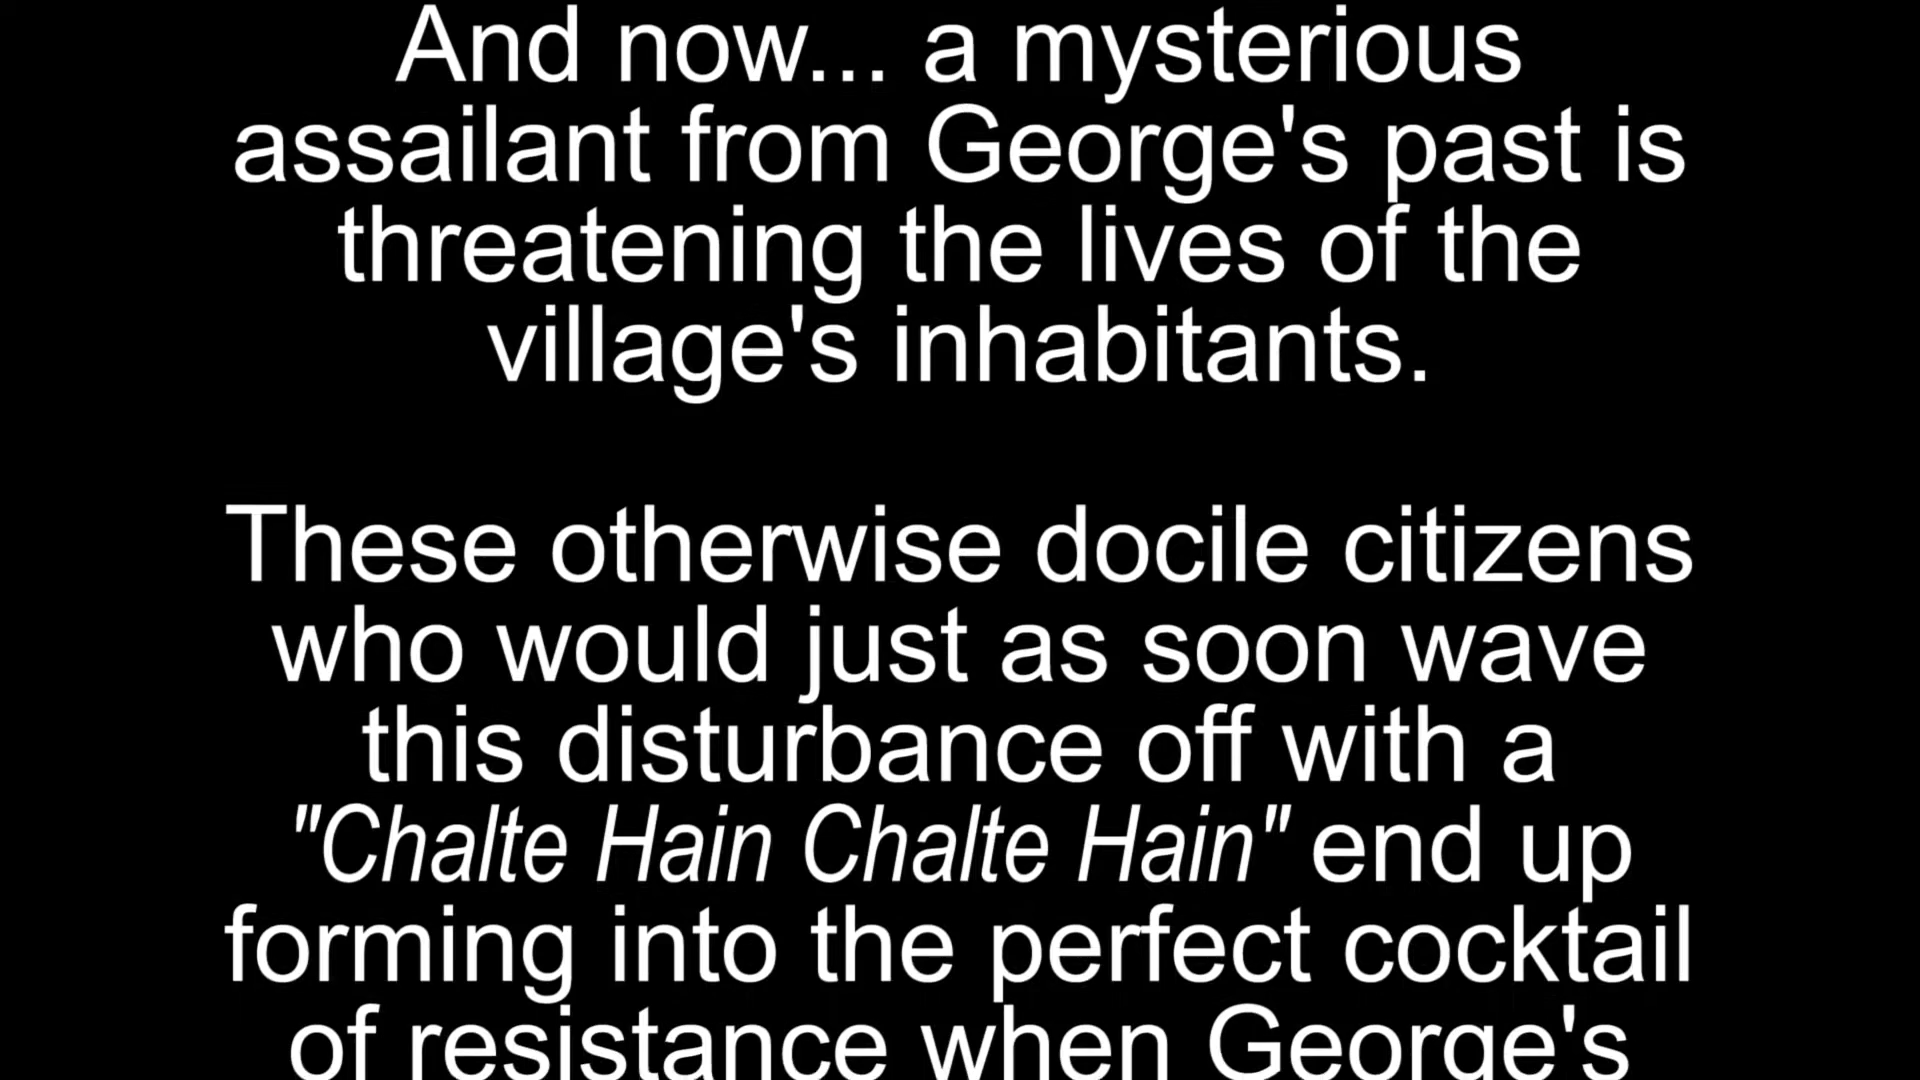 And now... a mysterious
assailant from George's past is
threatening the lives of the
village's inhabitants.
These otherwise docile citizens
who would just as soon wave
this disturbance off with a
"Chalte Hain Chalte Hain" end up
forming into the perfect cocktail
of resistance when George's